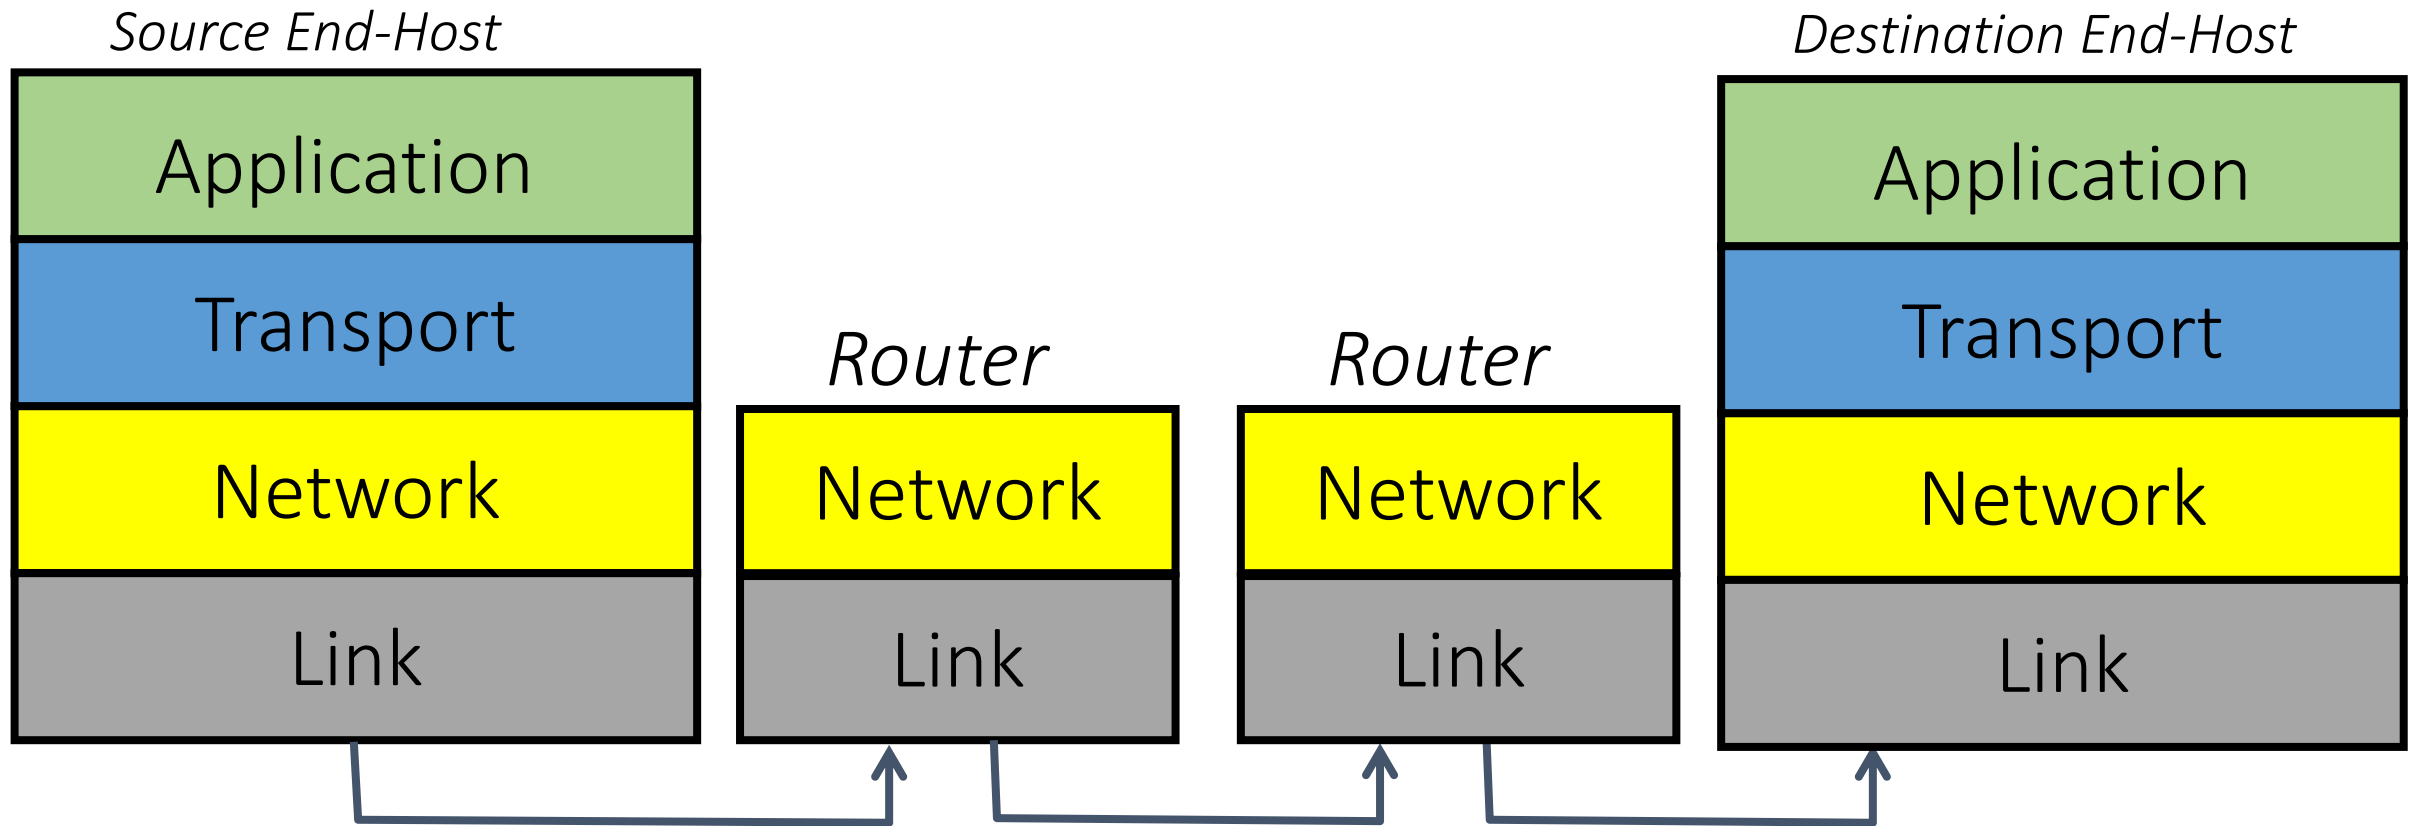 Source End-Host
Application
Transport
Network
Link
Router
Network
Link
Router
Network
Link
Destination End-Host
Application
Transport
Network
Link